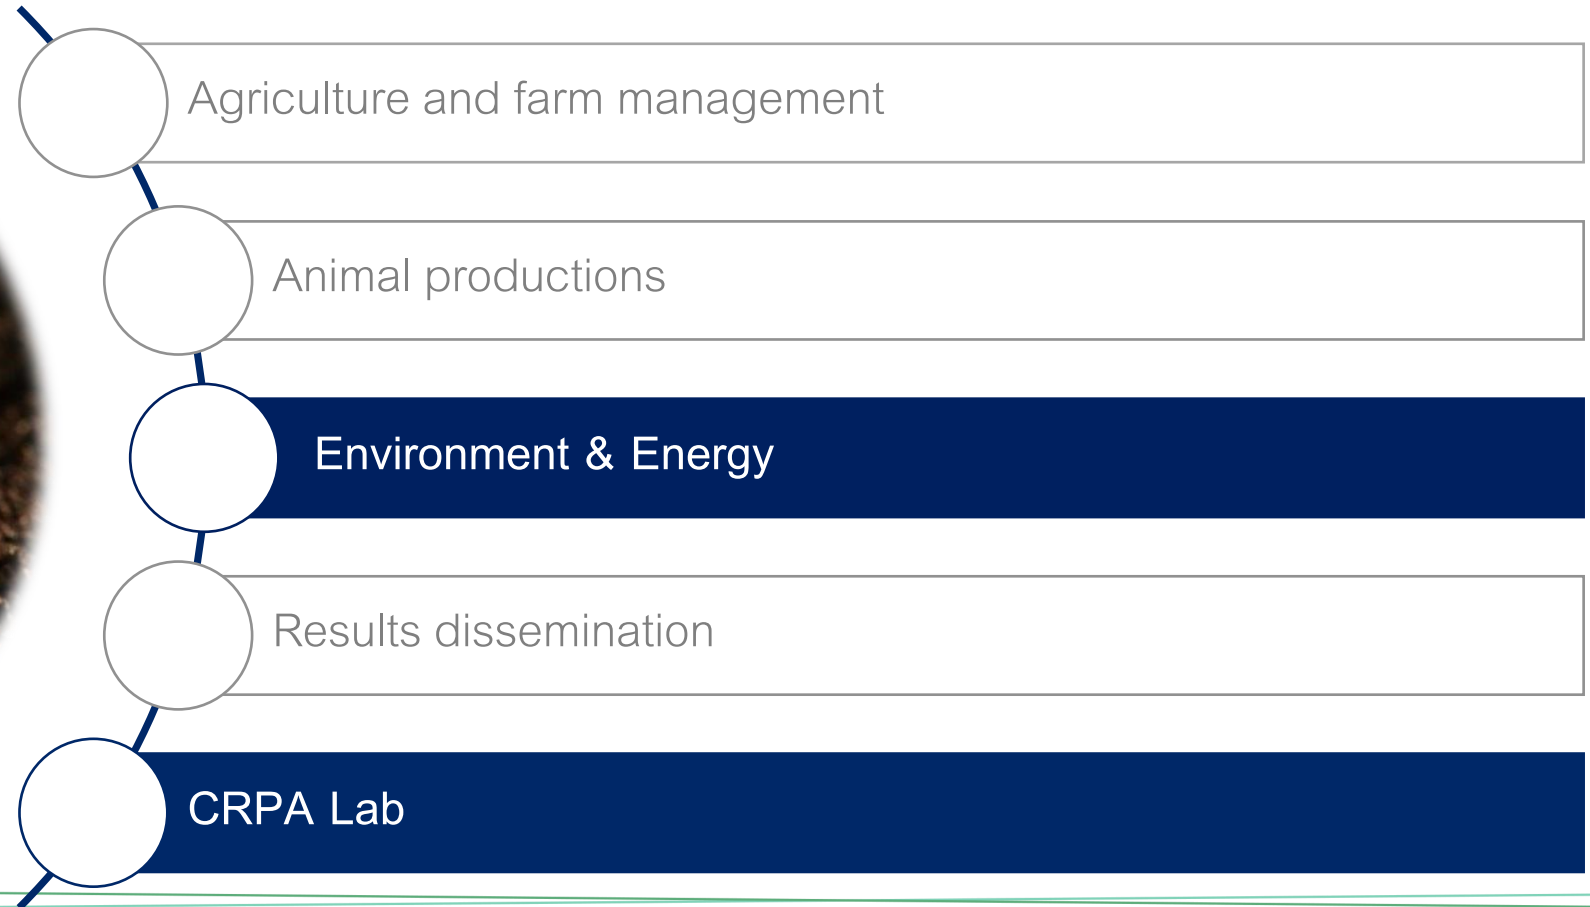 Agriculture and farm management
Animal productions
Environment & Energy
Results dissemination
CRPA Lab